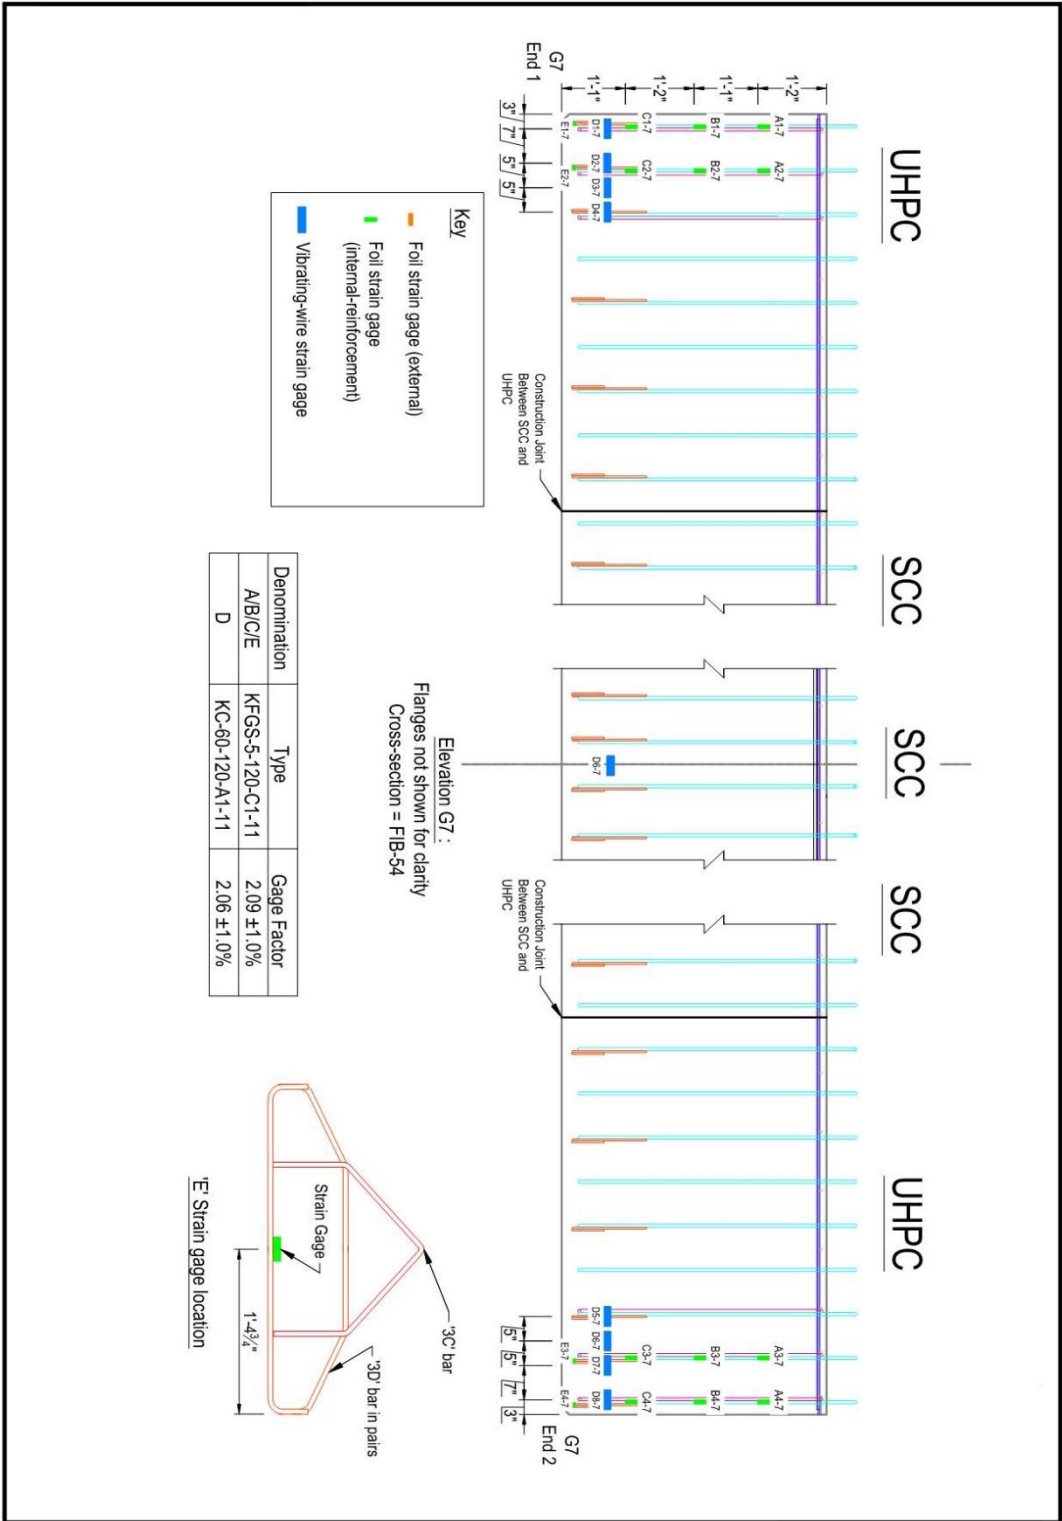 UHPC
SCC
SCC
SCC
UHPC
1'-2"
1'-1"
1'-2"
1'-1"
A1-7
A2-7
B1-7
B2-7
C1-7
C2-7
D1-7
D2-7
D3-7
D4-7
E1-7
E2-7
G7
End 1
3"
7"
5"
5"
Construction Joint
Between SCC and
UHPC
D6-7
Construction Joint
Between SCC and
UHPC
A3-7
A4-7
B3-7
B4-7
C3-7
C4-7
D5-7
D6-7
D7-7
D8-7
E3-7
E4-7
5"
5"
7"
3"
G7
End 2
Key
Foil strain gage (external)
Foil strain gage
(internal-reinforcement)
Vibrating-wire strain gage
Elevation G7 :
Flanges not shown for clarity
Cross-section = FIB-54
Denomination Type Gage Factor
A/B/C/E KFGS-5-120-C1-11 2.09 ±1.0%
D KC-60-120-A1-11 2.06 ±1.0%
'3C' bar
Strain Gage
'3D' bar in pairs
1'-4¾"
'E' Strain gage location